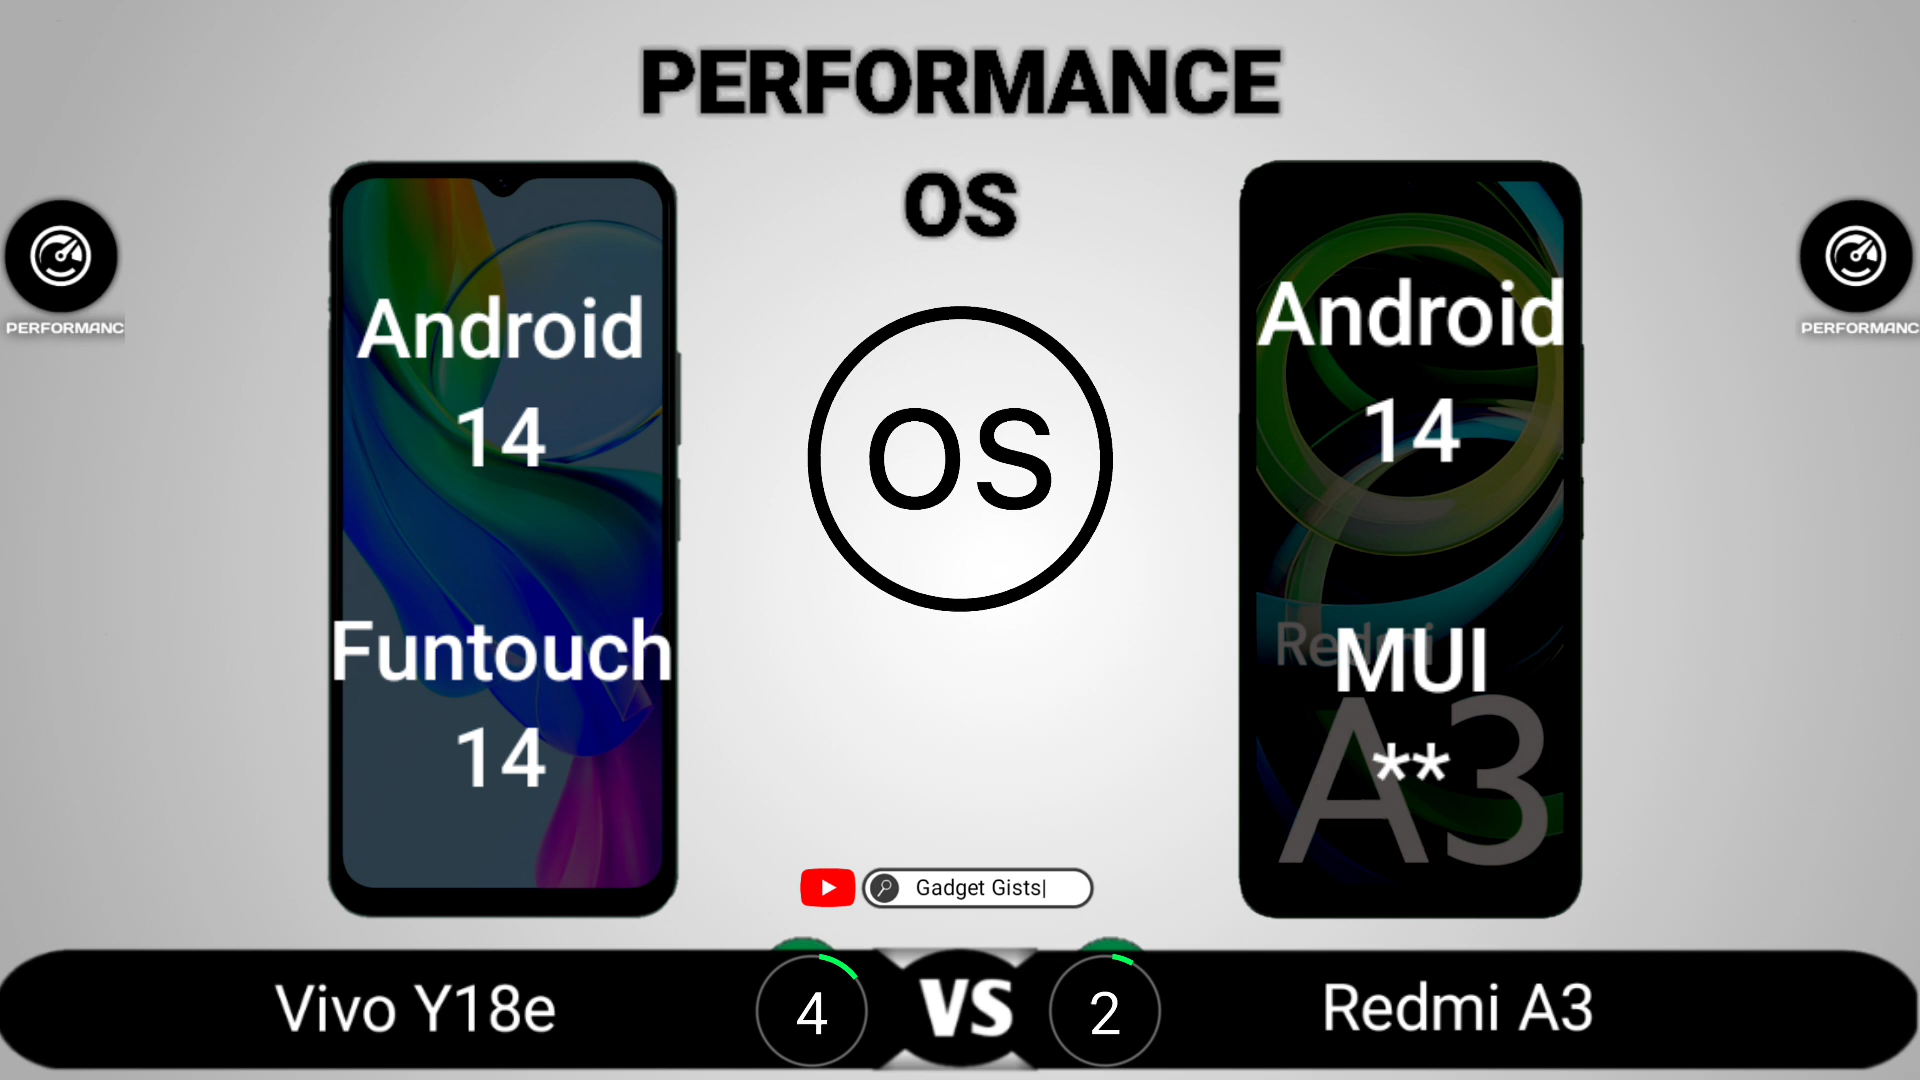 PERFORMANCE
OS
PERFORMANC
PERFORMANC
Android
14
Funtouch
14
OS
Android
14
Redmi
MUI
A3
**
Gadget Gists|
Vivo Y18e
4
VS
2
Redmi A3